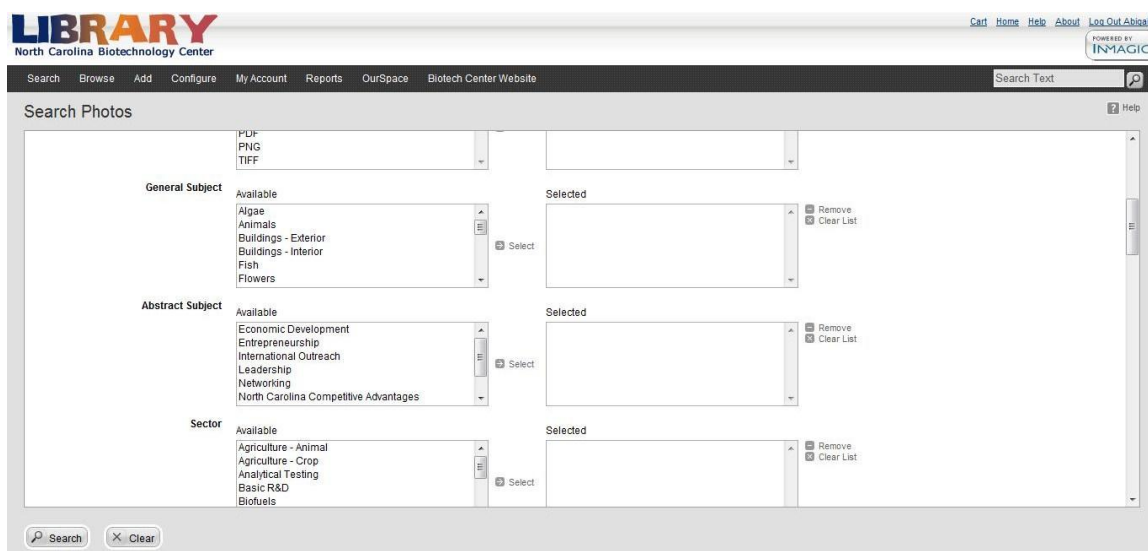 LIBRARY
North Carolina Biotechnology Center
Cart Home Help About Log Out Abiga
POWERED BY
INMAGIC
Search Browse Add Configure My Account Reports OurSpace Biotech Center Website Search Text
Search Photos
Help
PDF
PNG
TIFF
General Subject
Available Selected
Algae
Animals
Buildings - Exterior
Buildings - Interior
Fish
Flowers
Select
Remove
Clear List
Abstract Subject
Available Selected
Economic Development
Entrepreneurship
International Outreach
Leadership
Networking
North Carolina Competitive Advantages
Select
Remove
Clear List
Sector
Available Selected
Agriculture - Animal
Agriculture - Crop
Analytical Testing
Basic R&D
Biofuels
Select
Remove
Clear List
Search Clear